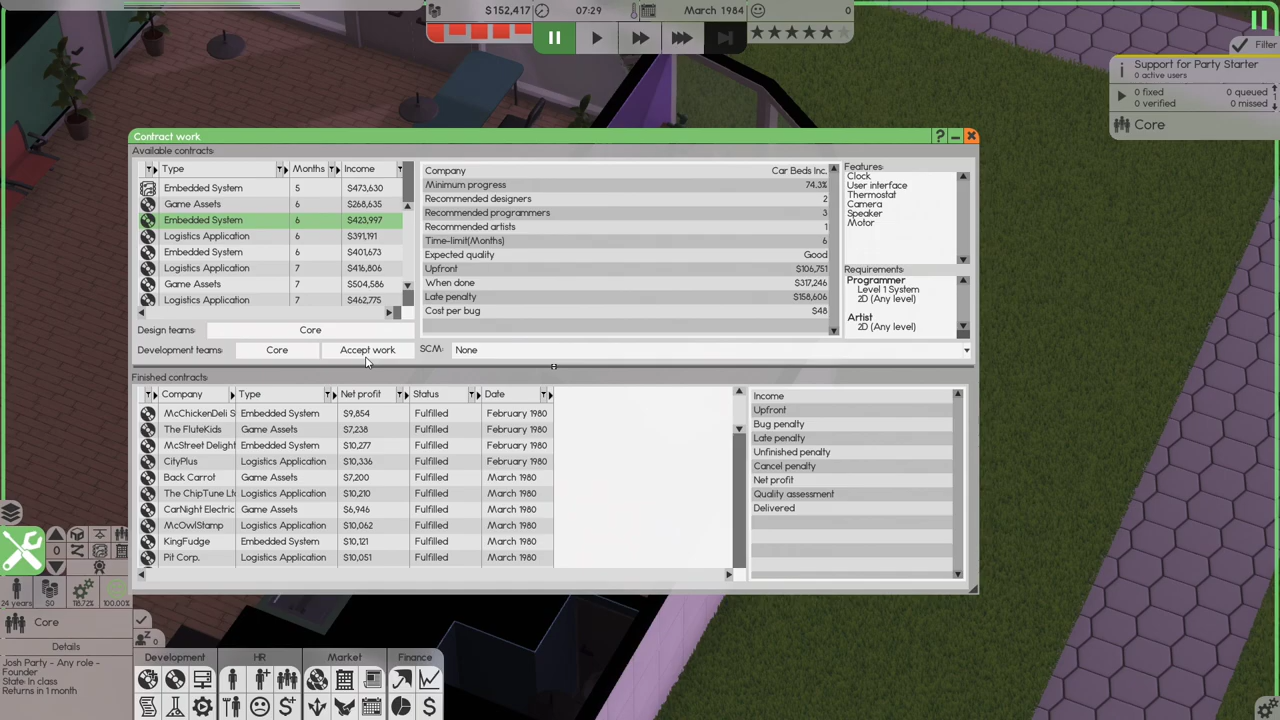 $152,417 07:29 March 1984 0
Filter
Support for Party Starter
0 active users
0 fixed 0 queued
0 verified 0 missed
1
Core
Contract work
?
Available contracts:
Type Months Income
Embedded System 5 $473,630
Game Assets 6 $268,635
Embedded System 6 $423,997
Logistics Application 6 $391,191
Embedded System 6 $401,673
Logistics Application 7 $416,806
Game Assets 7 $504,586
Logistics Application 7 $462,775
Company Car Beds Inc.
Minimum progress 74.3%
Recommended designers 2
Recommended programmers 3
Recommended artists 1
Time-limit(Months) 6
Expected quality Good
Upfront $106,751
When done $317,246
Late penalty $158,606
Cost per bug $48
Features:
Clock
User interface
Thermostat
Camera
Speaker
Motor
Requirements:
Programmer
Level 1 System
2D (Any level)
Artist
2D (Any level)
Design teams: Core
Development teams: Core Accept work SCM: None
Finished contracts:
Company Type Net profit Status Date
McChickenDeli S Embedded System $9,854 Fulfilled February 1980
The FluteKids Game Assets $7,238 Fulfilled February 1980
McStreet Delight Embedded System $10,277 Fulfilled February 1980
CityPlus Logistics Application $10,336 Fulfilled February 1980
Back Carrot Game Assets $7,200 Fulfilled March 1980
The ChipTune Ltd Logistics Application $10,210 Fulfilled March 1980
CarNight Electric Game Assets $6,946 Fulfilled March 1980
McOwlStamp Logistics Application $10,062 Fulfilled March 1980
KingFudge Embedded System $10,121 Fulfilled March 1980
Pit Corp. Logistics Application $10,051 Fulfilled March 1980
Income
Upfront
Bug penalty
Late penalty
Unfinished penalty
Cancel penalty
Net profit
Quality assessment
Delivered
0
24 years $0 18.72% 100.00%
Core
Z 0
Details
Josh Party - Any role -
Founder
State: In class
Returns in 1 month
Development HR Market Finance